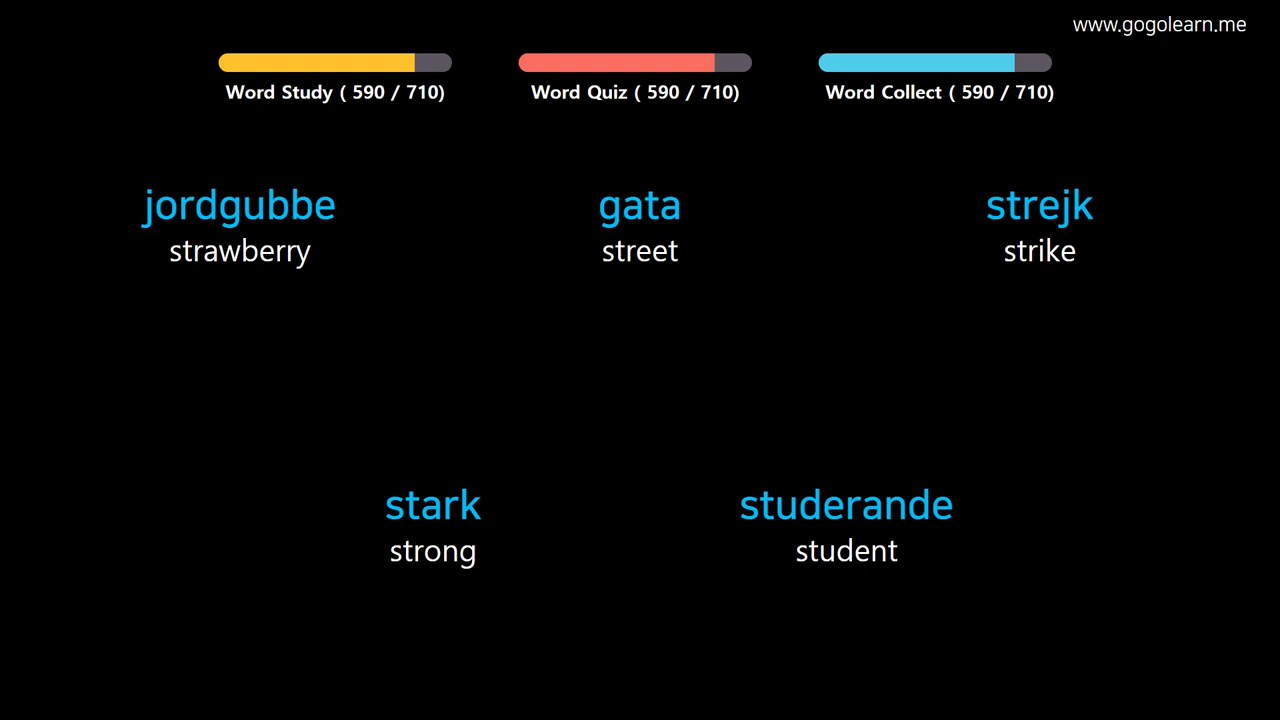 www.gogolearn.me
Word Study ( 590 / 710)
Word Quiz ( 590 / 710)
Word Collect ( 590 / 710)
jordgubbe
strawberry
gata
street
strejk
strike
stark
strong
studerande
student